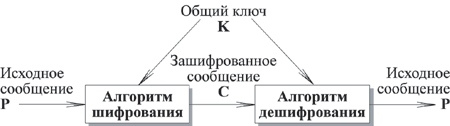 Общий ключ
K
Зашифрованное
сообщение
C
Исходное
сообщение
P
Алгоритм
шифрования
Алгоритм
дешифрования
Исходное
сообщение
P